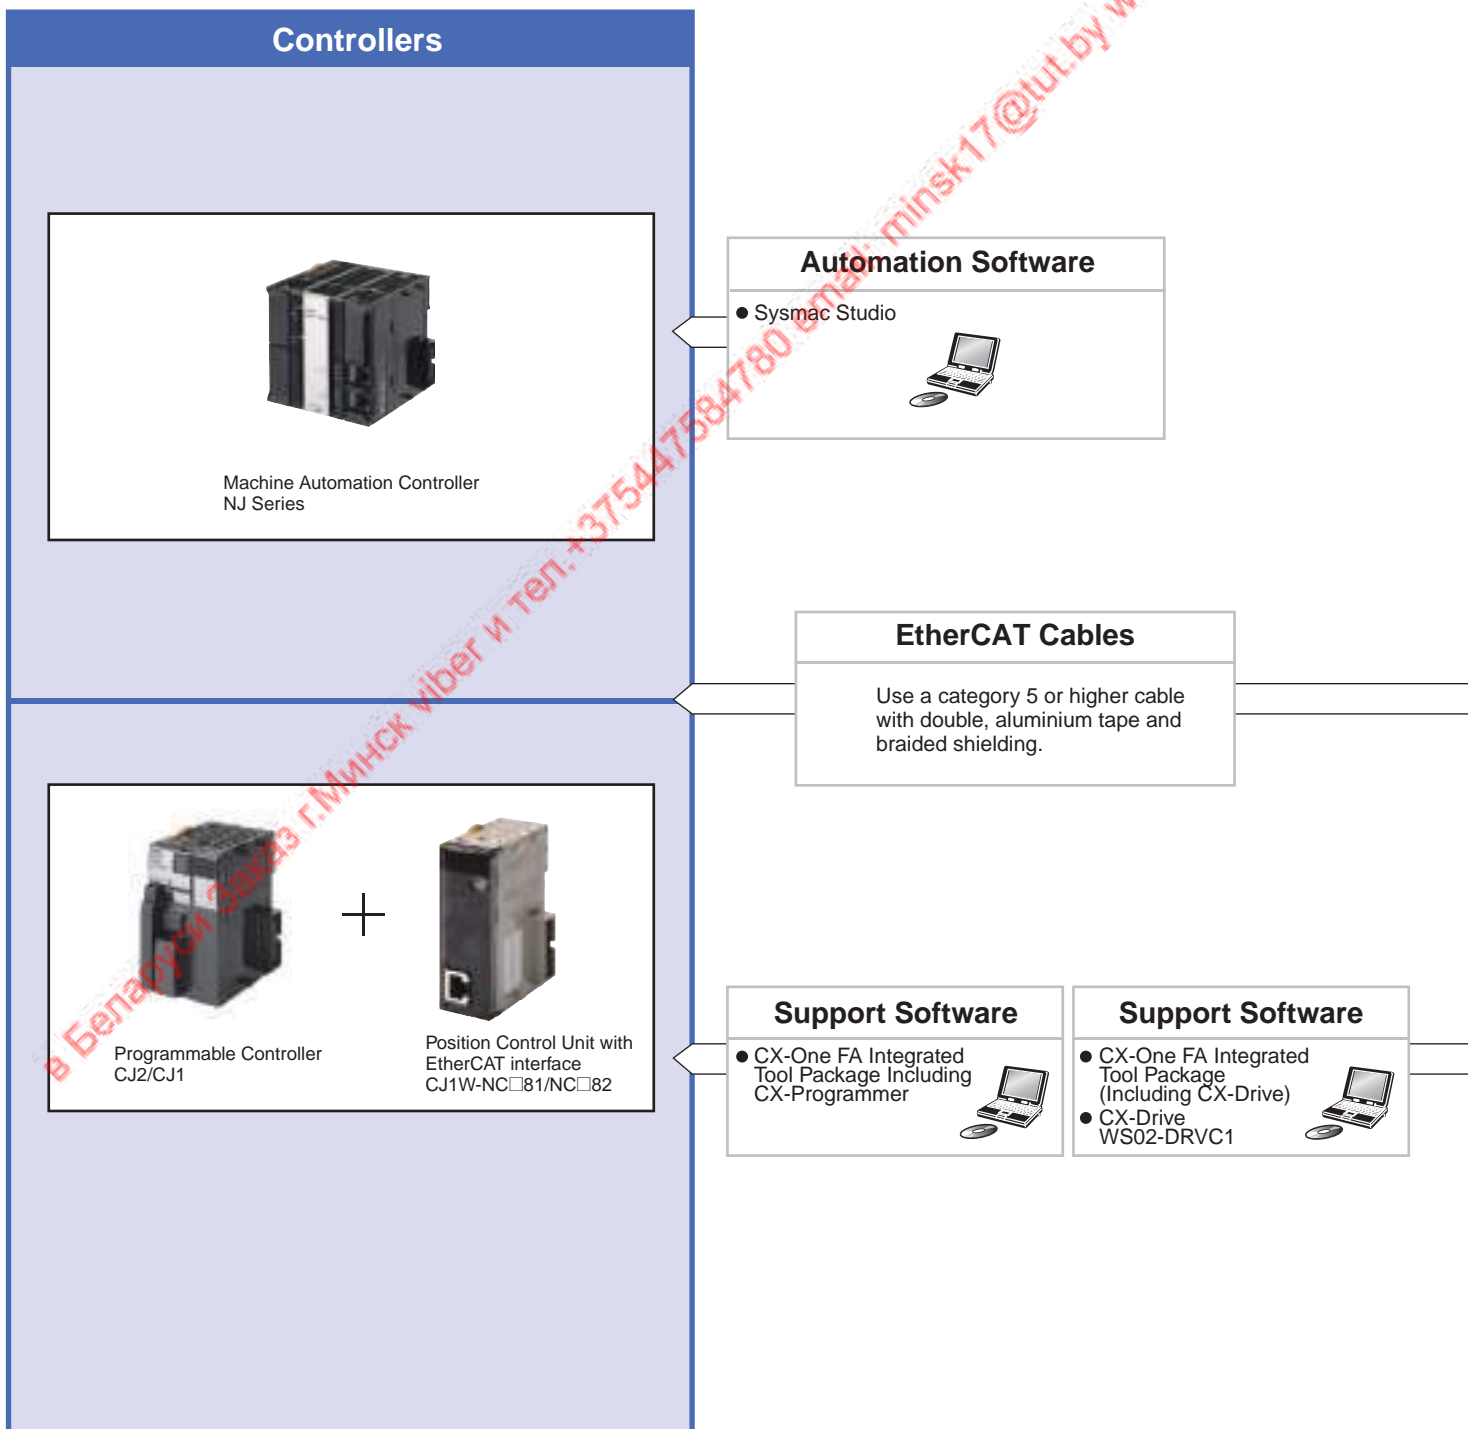 Controllers
Machine Automation Controller
NJ Series
Automation Software
● Sysmac Studio
EtherCAT Cables
Use a category 5 or higher cable
with double, aluminium tape and
braided shielding.
Programmable Controller
CJ2/CJ1
Position Control Unit with
EtherCAT interface
CJ1W-NC□81/NC□82
Support Software
● CX-One FA Integrated
Tool Package Including
CX-Programmer
Support Software
● CX-One FA Integrated
Tool Package
(Including CX-Drive)
● CX-Drive
WS02-DRVC1
в Беларуси Заказ г.Минск viber и тел.+375447584780 email: minsk17@tut.by